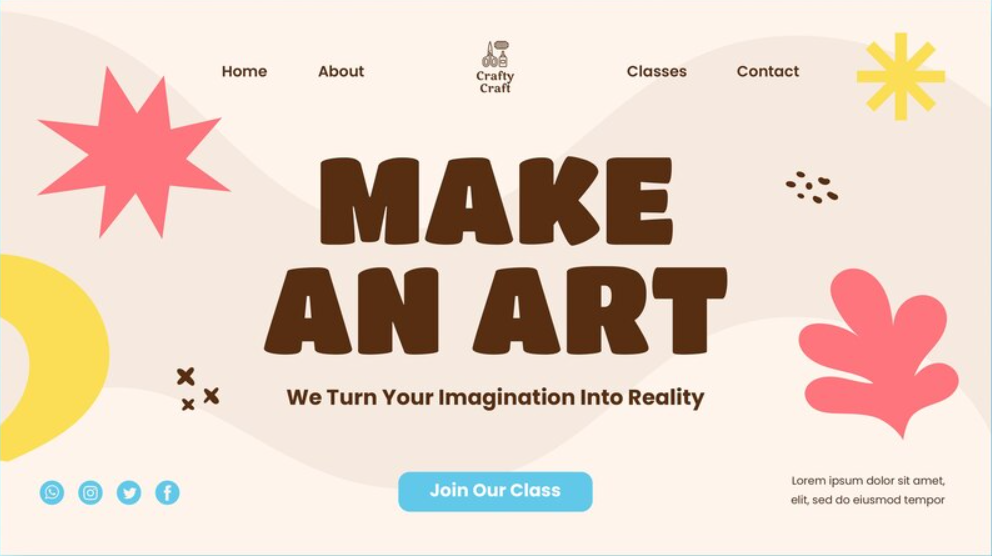 Home About Crafty Craft Classes Contact
MAKE
AN ART
We Turn Your Imagination Into Reality
Join Our Class
Lorem ipsum dolor sit amet,
elit, sed do eiusmod tempor